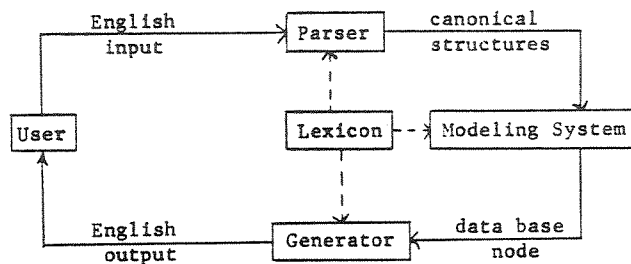 English
input
Parser
canonical
structures
User
Lexicon
Modeling System
English
output
Generator
data base
node